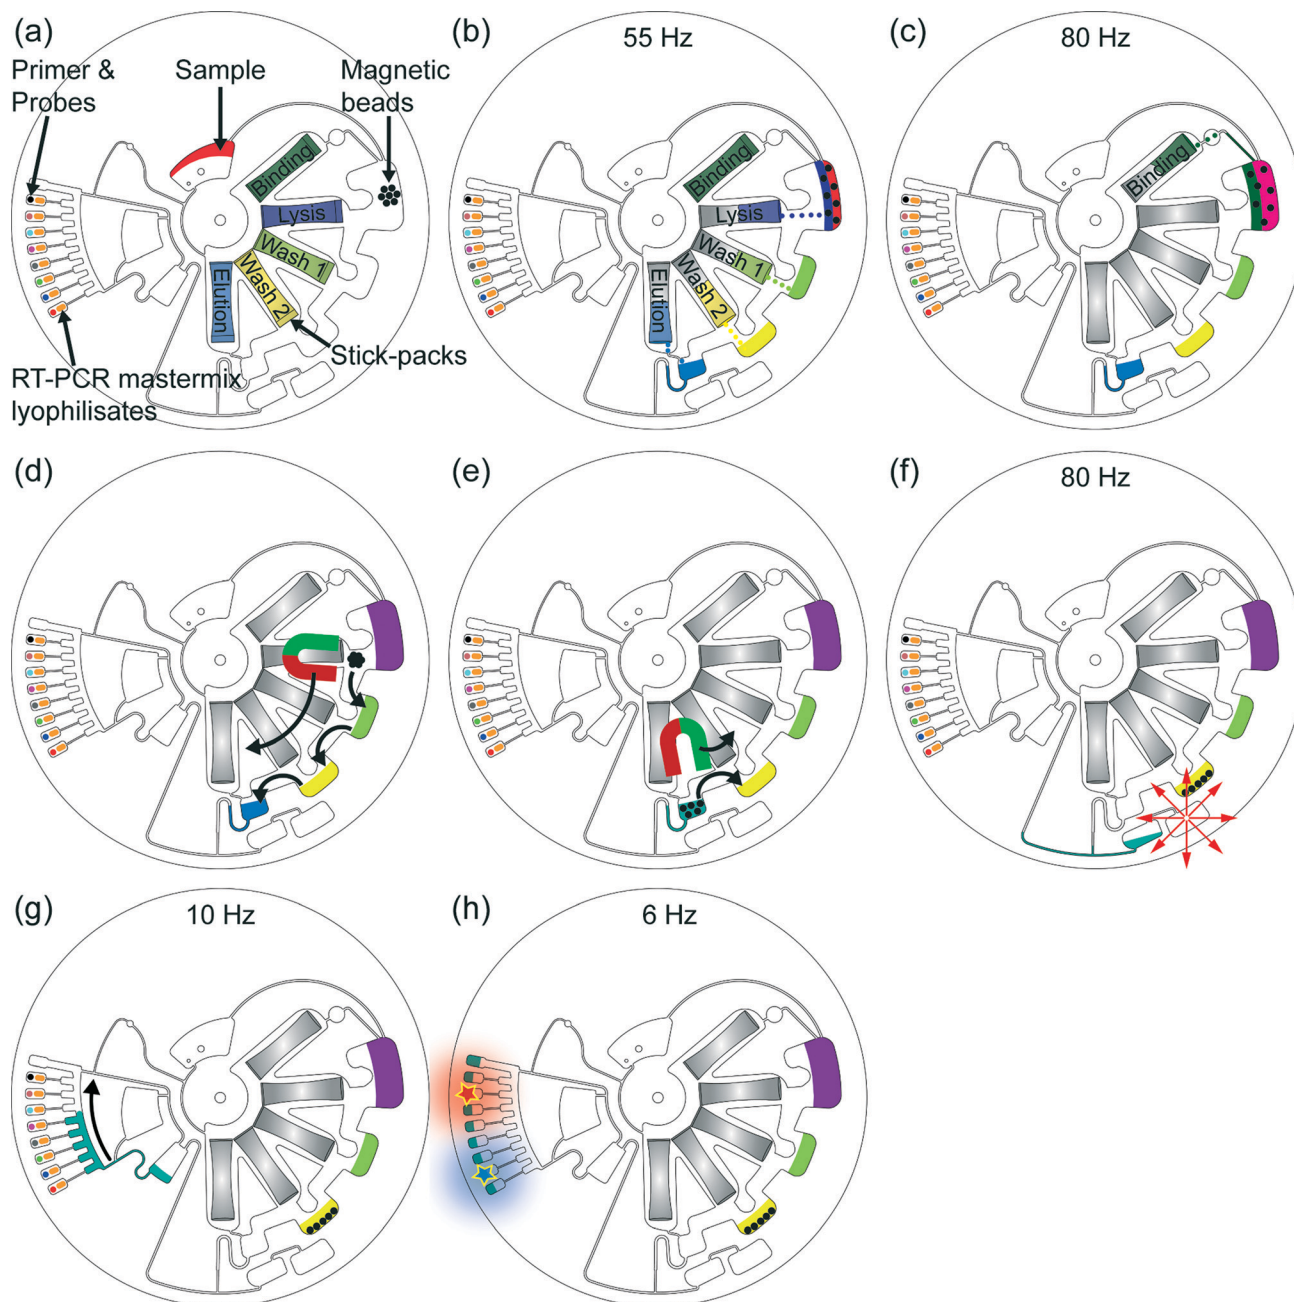 (a)
Primer &
Probes
Sample
Magnetic
beads
Binding
Lysis
Wash 1
Wash 2
Elution
Stick-packs
RT-PCR mastermix
lyophilisates
(b)
55 Hz
Binding
Lysis
Wash 1
Wash 2
Elution
(c)
80 Hz
Binding
(d)
(e)
(f)
80 Hz
(g)
10 Hz
(h)
6 Hz